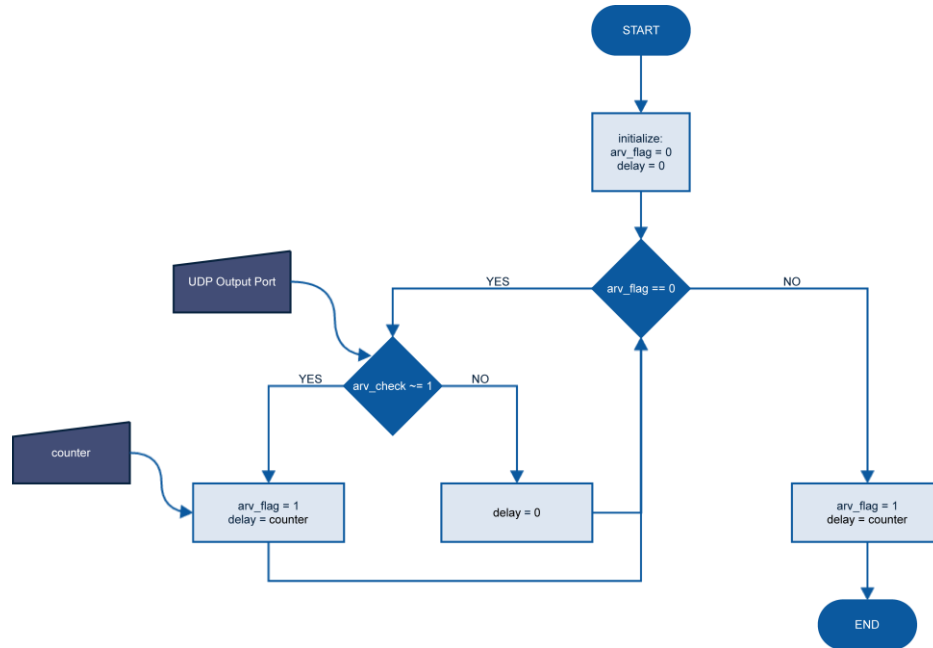 START
initialize:
arv_flag = 0
delay = 0
UDP Output Port
YES
arv_flag == 0
NO
YES
arv_check ~= 1
NO
counter
arv_flag = 1
delay = counter
delay = 0
arv_flag = 1
delay = counter
END